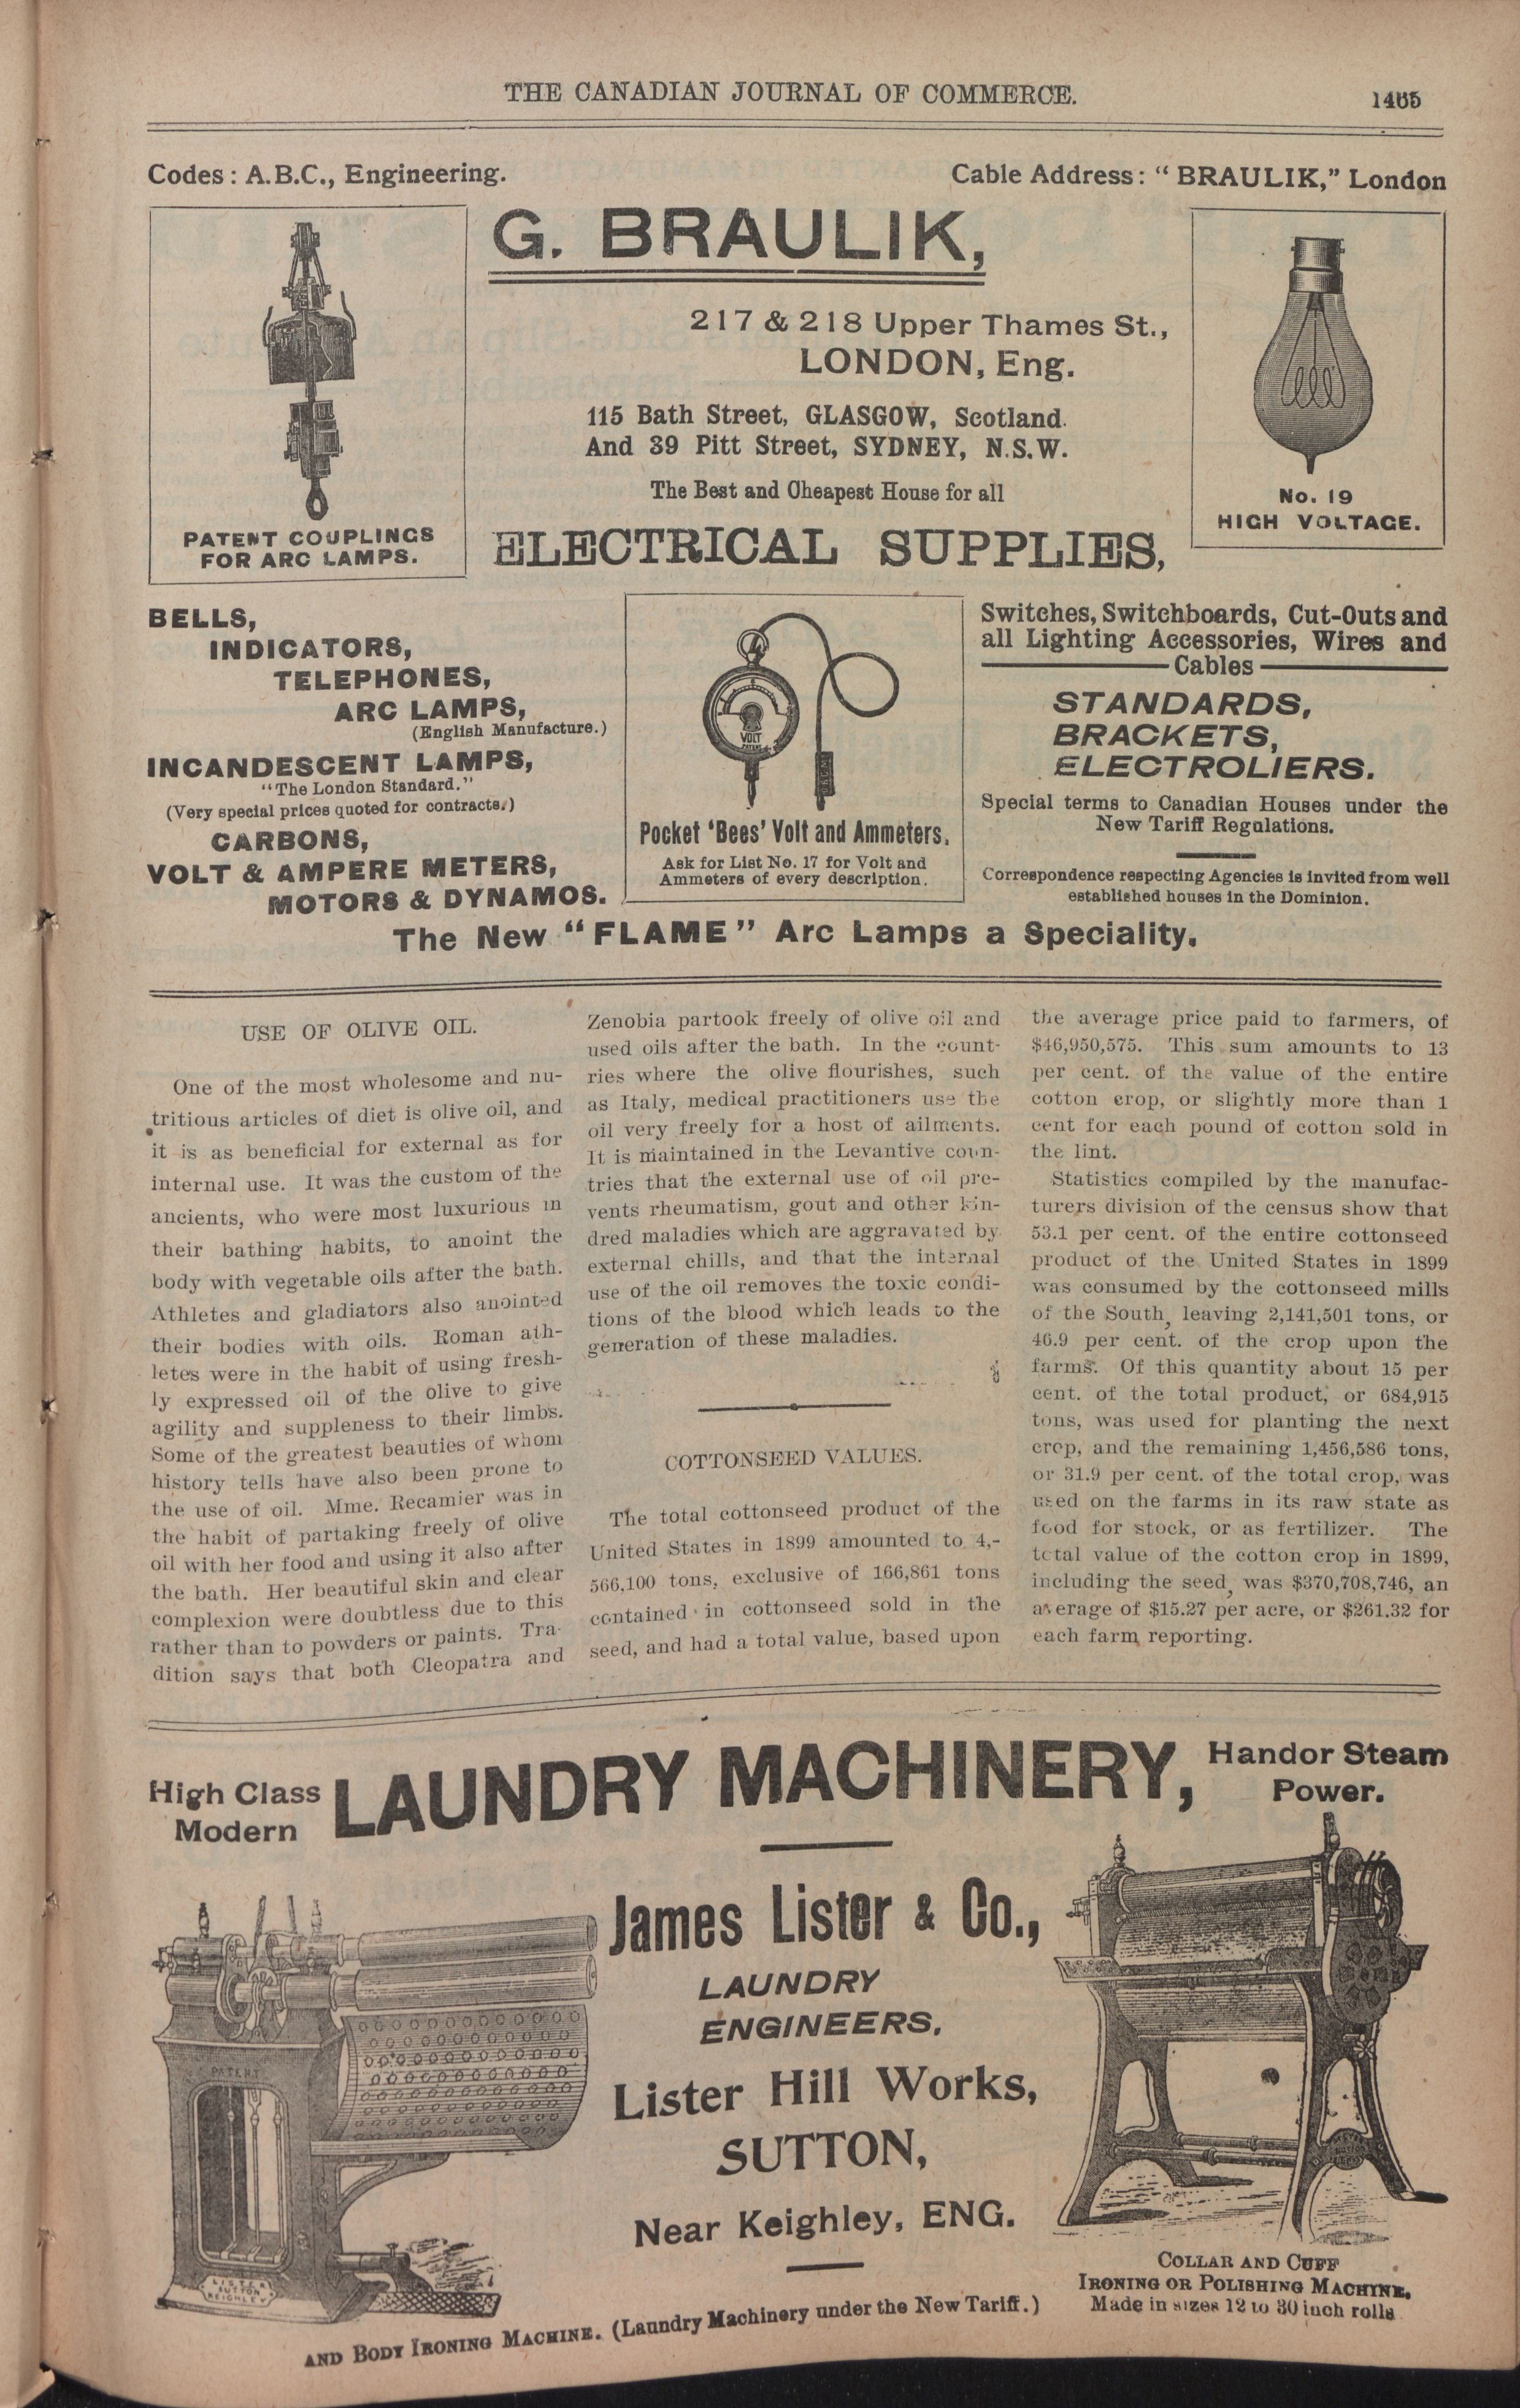 THE CANADIAN JOURNAL OF COMMERCE.
1465
Codes: A.B.C., Engineering.
Cable Address: "BRAULIK," London
G. BRAULIK,
217 & 218 Upper Thames St.,
LONDON, Eng.
115 Bath Street, GLASGOW, Scotland.
And 39 Pitt Street, SYDNEY, N.S.W.
The Best and Cheapest House for all
ELECTRICAL SUPPLIES,
PATENT COUPLINGS
FOR ARC LAMPS.
No. 19
HIGH VOLTAGE.
BELLS,
INDICATORS,
TELEPHONES,
ARC LAMPS,
(English Manufacture.)
INCANDESCENT LAMPS,
"The London Standard."
(Very special prices quoted for contracts.)
CARBONS,
VOLT & AMPERE METERS,
MOTORS & DYNAMOS.
VOLT
PATENT
Pocket 'Bees' Volt and Ammeters.
Ask for List No. 17 for Volt and
Ammeters of every description.
Switches, Switchboards, Cut-Outs and
all Lighting Accessories, Wires and
Cables
STANDARDS,
BRACKETS,
ELECTROLIERS.
Special terms to Canadian Houses under the
New Tariff Regulations.
Correspondence respecting Agencies is invited from well
established houses in the Dominion.
The New "FLAME" Arc Lamps a Speciality.
USE OF OLIVE OIL.
One of the most wholesome and nu-
tritious articles of diet is olive oil, and
it is as beneficial for external as for
internal use. It was the custom of the
ancients, who were most luxurious in
their bathing habits, to anoint the
body with vegetable oils after the bath.
Athletes and gladiators also anointed
their bodies with oils. Roman ath-
letes were in the habit of using fresh-
ly expressed oil of the olive to give
agility and suppleness to their limbs.
Some of the greatest beauties of whom
history tells have also been prone to
the use of oil. Mme. Recamier was in
the habit of partaking freely of olive
oil with her food and using it also after
the bath. Her beautiful skin and clear
complexion were doubtless due to this
rather than to powders or paints. Tra-
dition says that both Cleopatra and
Zenobia partook freely of olive oil and
used oils after the bath. In the count-
ries where the olive flourishes, such
as Italy, medical practitioners use the
oil very freely for a host of ailments.
It is maintained in the Levantive coun-
tries that the external use of oil pre-
vents rheumatism, gout and other kin-
dred maladies which are aggravated by
external chills, and that the internal
use of the oil removes the toxic condi-
tions of the blood which leads to the
generation of these maladies.
COTTONSEED VALUES.
The total cottonseed product of the
United States in 1899 amounted to 4,-
566,100 tons, exclusive of 166,861 tons
contained in cottonseed sold in the
seed, and had a total value, based upon
the average price paid to farmers, of
$46,950,575. This sum amounts to 13
per cent. of the value of the entire
cotton crop, or slightly more than 1
cent for each pound of cotton sold in
the lint.
Statistics compiled by the manufac-
turers division of the census show that
53.1 per cent. of the entire cottonseed
product of the United States in 1899
was consumed by the cottonseed mills
of the South, leaving 2,141,501 tons, or
46.9 per cent. of the crop upon the
farms. Of this quantity about 15 per
cent. of the total product, or 684,915
tons, was used for planting the next
crop, and the remaining 1,456,586 tons,
or 31.9 per cent. of the total crop, was
used on the farms in its raw state as
food for stock, or as fertilizer. The
total value of the cotton crop in 1899,
including the seed, was $370,708,746, an
average of $15.27 per acre, or $261.32 for
each farm reporting.
High Class
Modern
LAUNDRY MACHINERY,
Handor Steam
Power.
James Lister & Co.,
LAUNDRY
ENGINEERS,
Lister Hill Works,
SUTTON,
Near Keighley, ENG.
PATENT
LISTER
SUTTON
KEIGHLEY
COLLAR AND CUFF
IRONING OR POLISHING MACHINE.
Made in sizes 12 to 30 inch rolls
AND BODY IRONING MACHINE. (Laundry Machinery under the New Tariff.)